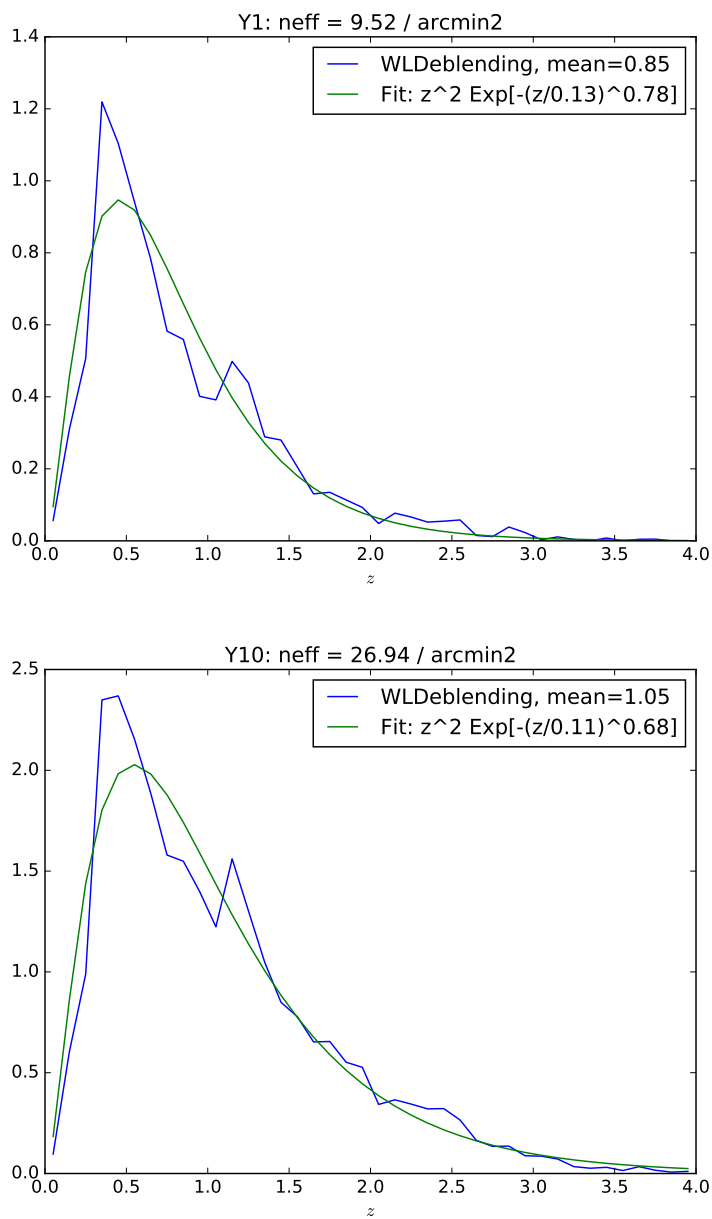 Y1: neff = 9.52 / arcmin2
1.4
WLDeblending, mean=0.85
Fit: z^2 Exp[-(z/0.13)^0.78]
1.2
1.0
0.8
0.6
0.4
0.2
0.0
0.0 0.5 1.0 1.5 2.0 2.5 3.0 3.5 4.0
z
Y10: neff = 26.94 / arcmin2
2.5
WLDeblending, mean=1.05
Fit: z^2 Exp[-(z/0.11)^0.68]
2.0
1.5
1.0
0.5
0.0
0.0 0.5 1.0 1.5 2.0 2.5 3.0 3.5 4.0
z